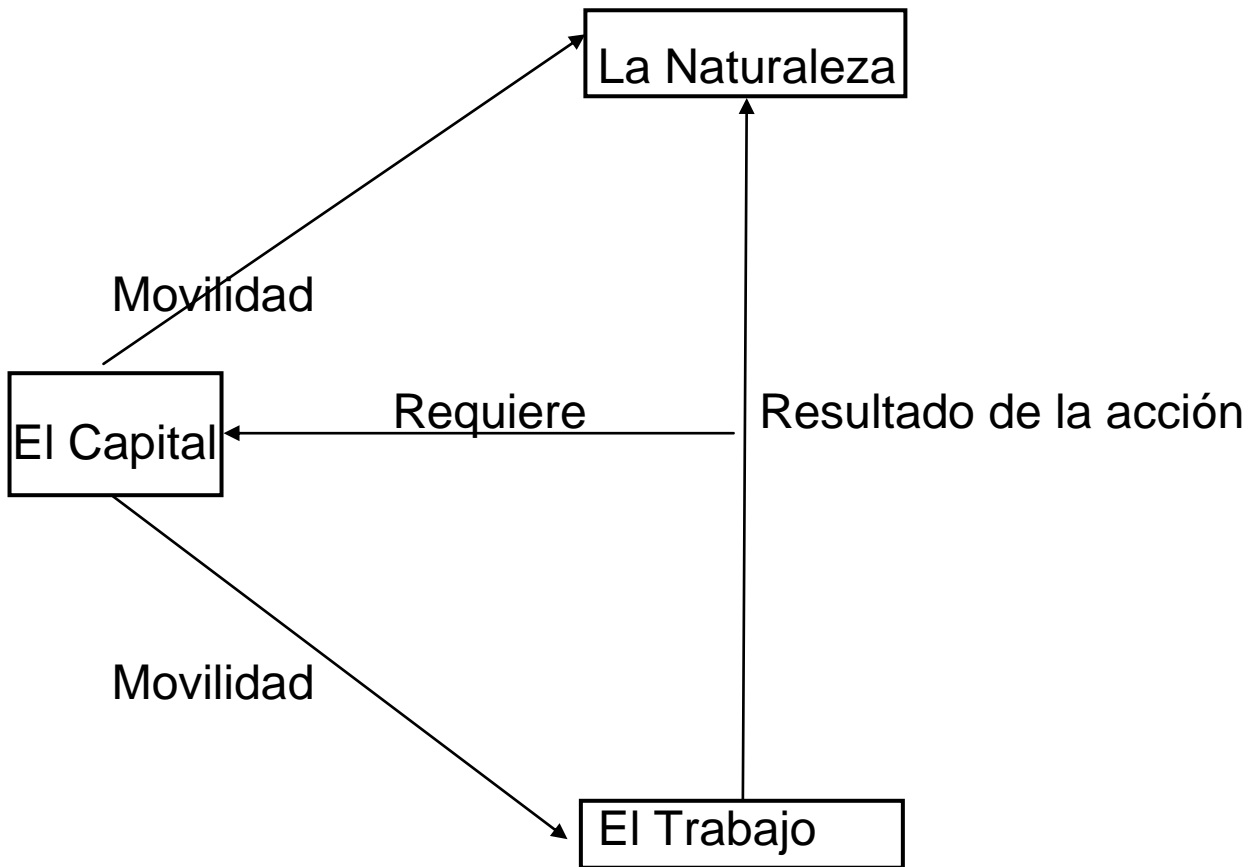 La Naturaleza
Movilidad
Requiere
Resultado de la acción
El Capital
Movilidad
El Trabajo